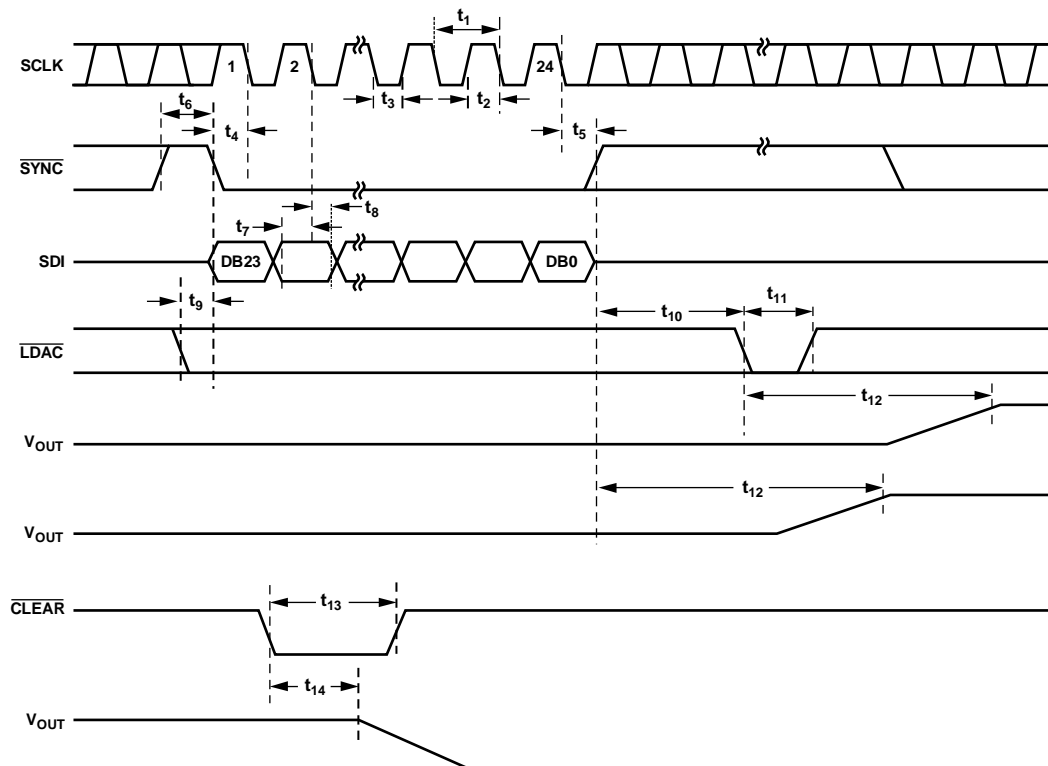 t1
SCLK
1
2
24
t3
t2
t6
t4
t5
SYNC
t8
t7
SDI
DB23
DB0
t9
t10
t11
LDAC
t12
VOUT
t12
VOUT
CLEAR
t13
t14
VOUT